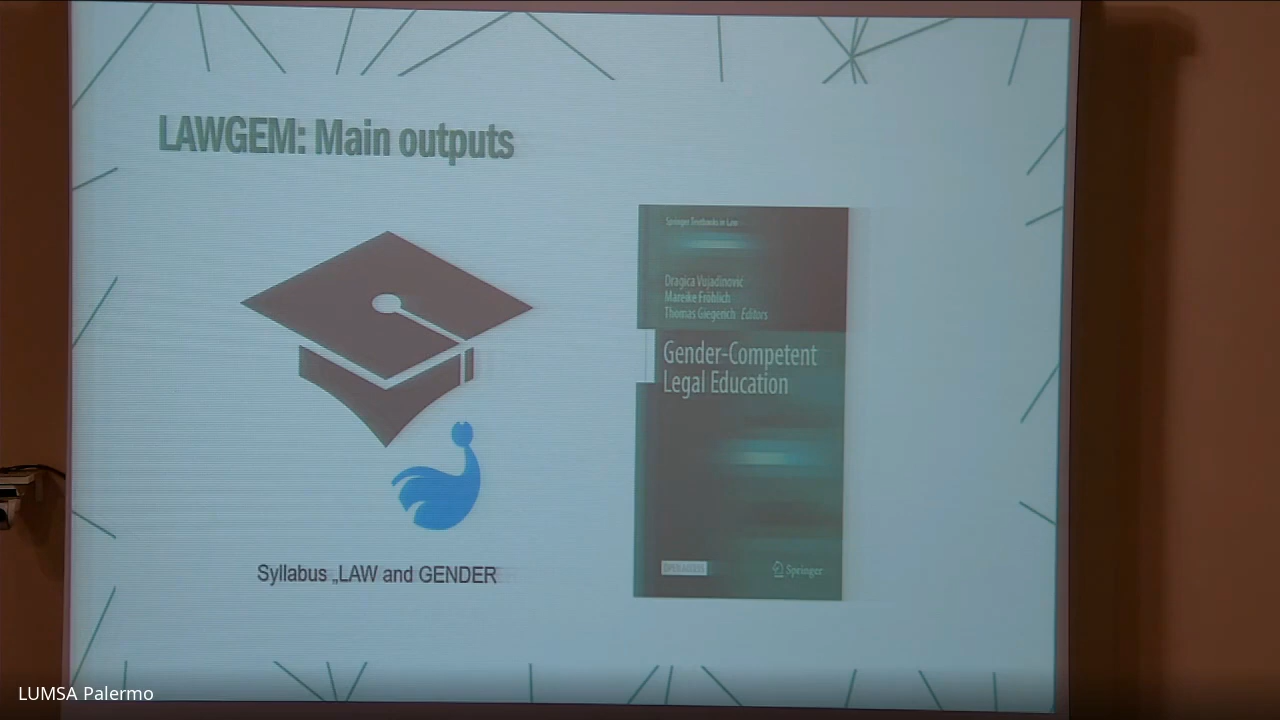 LAWGEM: Main outputs
Springer Textbooks in Law
Dragica Vujadinović
Mareike Fröhlich
Thomas Giegerich Editors
Gender-Competent
Legal Education
OPEN ACCESS
Springer
Syllabus „LAW and GENDER
LUMSA Palermo